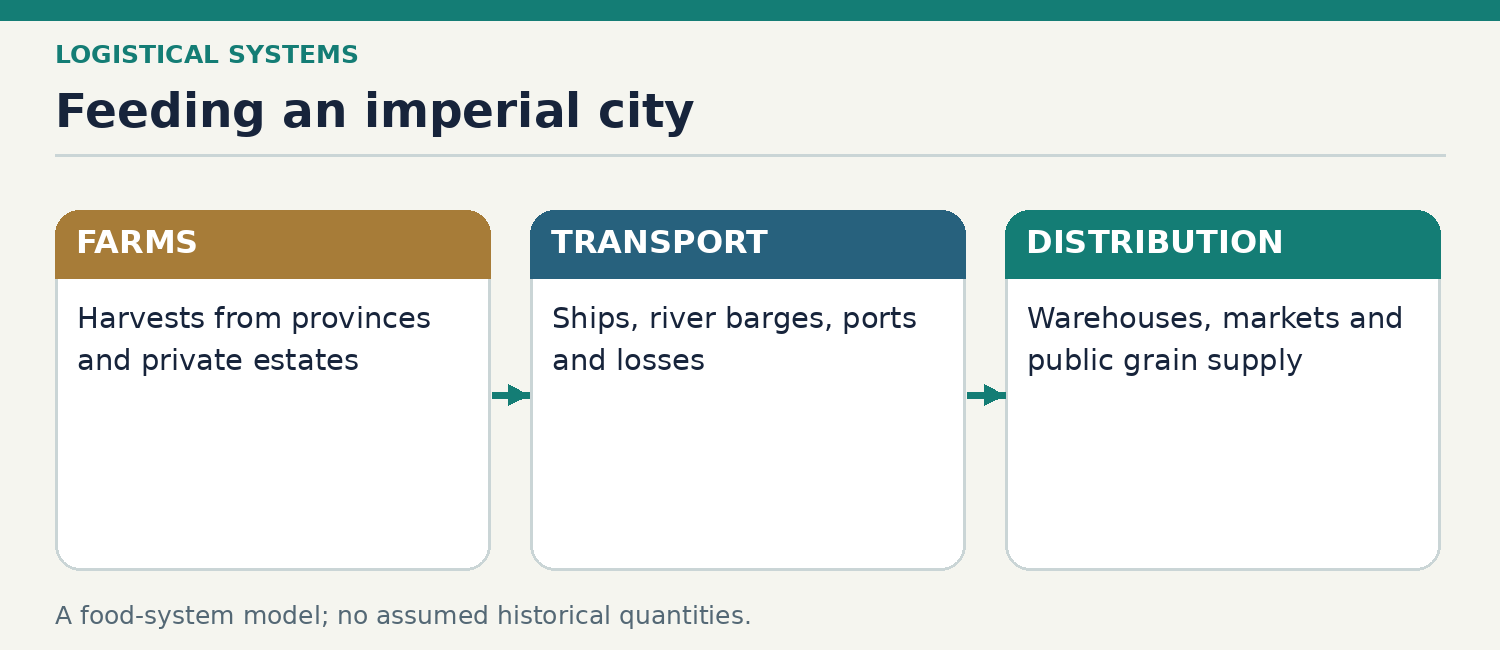 LOGISTICAL SYSTEMS
Feeding an imperial city
FARMS
Harvests from provinces
and private estates
TRANSPORT
Ships, river barges, ports
and losses
DISTRIBUTION
Warehouses, markets and
public grain supply
A food-system model; no assumed historical quantities.